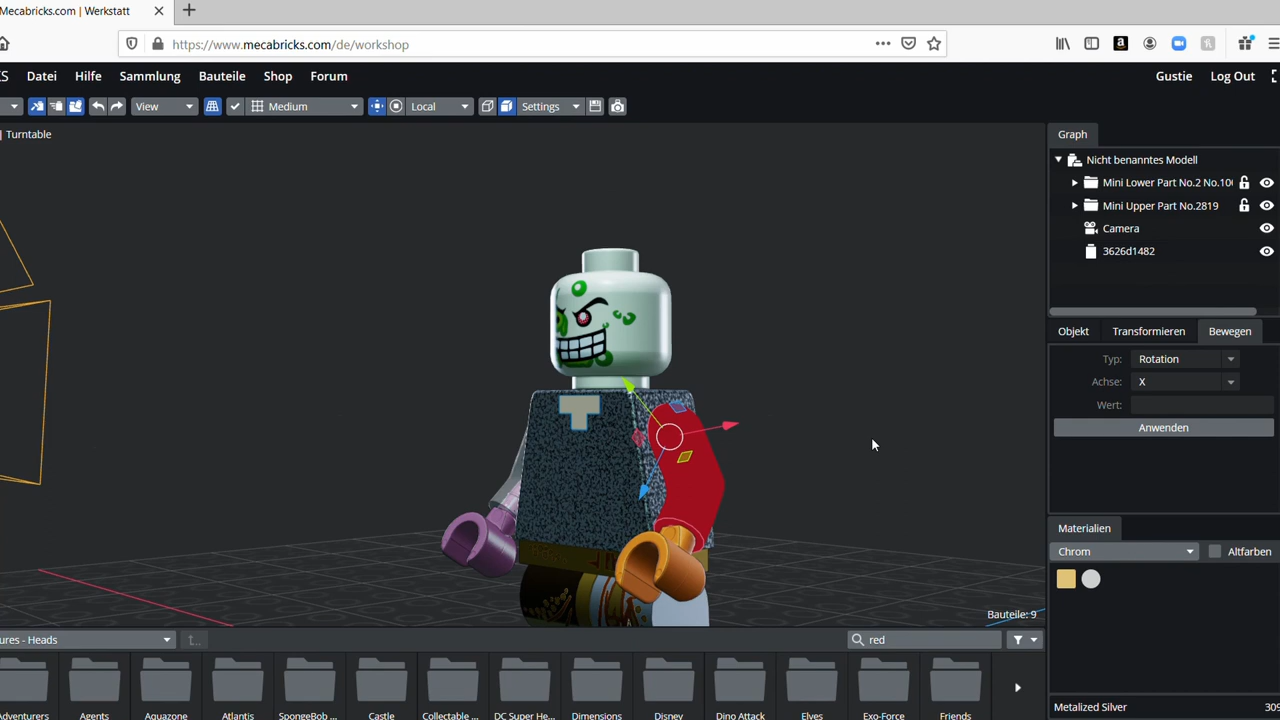 Mecabricks.com | Werkstatt
https://www.mecabricks.com/de/workshop
KS Datei Hilfe Sammlung Bauteile Shop Forum Gustie Log Out
View Medium Local Settings
Turntable
Graph
Nicht benanntes Modell
Mini Lower Part No.2 No.10
Mini Upper Part No.2819
Camera
3626d1482
Objekt Transformieren Bewegen
Typ: Rotation
Achse: X
Wert:
Anwenden
Materialien
Chrom Altfarben
Bauteile: 9
ures - Heads red
Adventurers Agents Aquazone Atlantis SpongeBob ... Castle Collectable ... DC Super He... Dimensions Disney Dino Attack Elves Exo-Force Friends
Metalized Silver 309